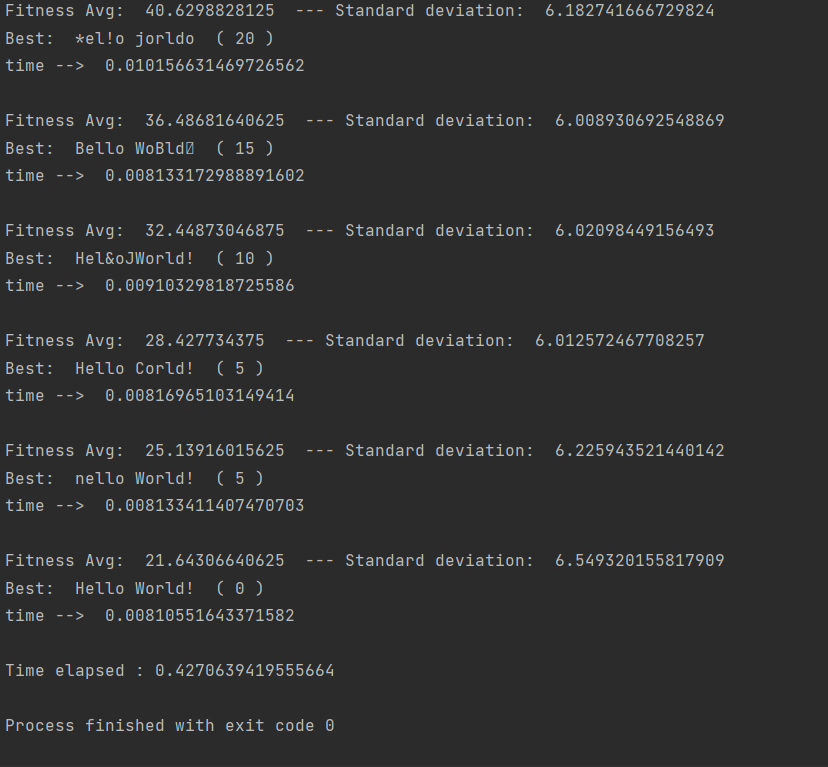 Fitness Avg:  40.6298828125  --- Standard deviation:  6.182741666729824
Best:  *el!o jorldo  ( 20 )
time -->  0.010156631469726562
Fitness Avg:  36.48681640625  --- Standard deviation:  6.008930692548869
Best:  Bello WoBld  ( 15 )
time -->  0.008133172988891602
Fitness Avg:  32.44873046875  --- Standard deviation:  6.02098449156493
Best:  Hel&oJWorld!  ( 10 )
time -->  0.00910329818725586
Fitness Avg:  28.427734375  --- Standard deviation:  6.012572467708257
Best:  Hello Corld!  ( 5 )
time -->  0.00816965103149414
Fitness Avg:  25.13916015625  --- Standard deviation:  6.225943521440142
Best:  nello World!  ( 5 )
time -->  0.008133411407470703
Fitness Avg:  21.64306640625  --- Standard deviation:  6.549320155817909
Best:  Hello World!  ( 0 )
time -->  0.00810551643371582
Time elapsed : 0.4270639419555664
Process finished with exit code 0